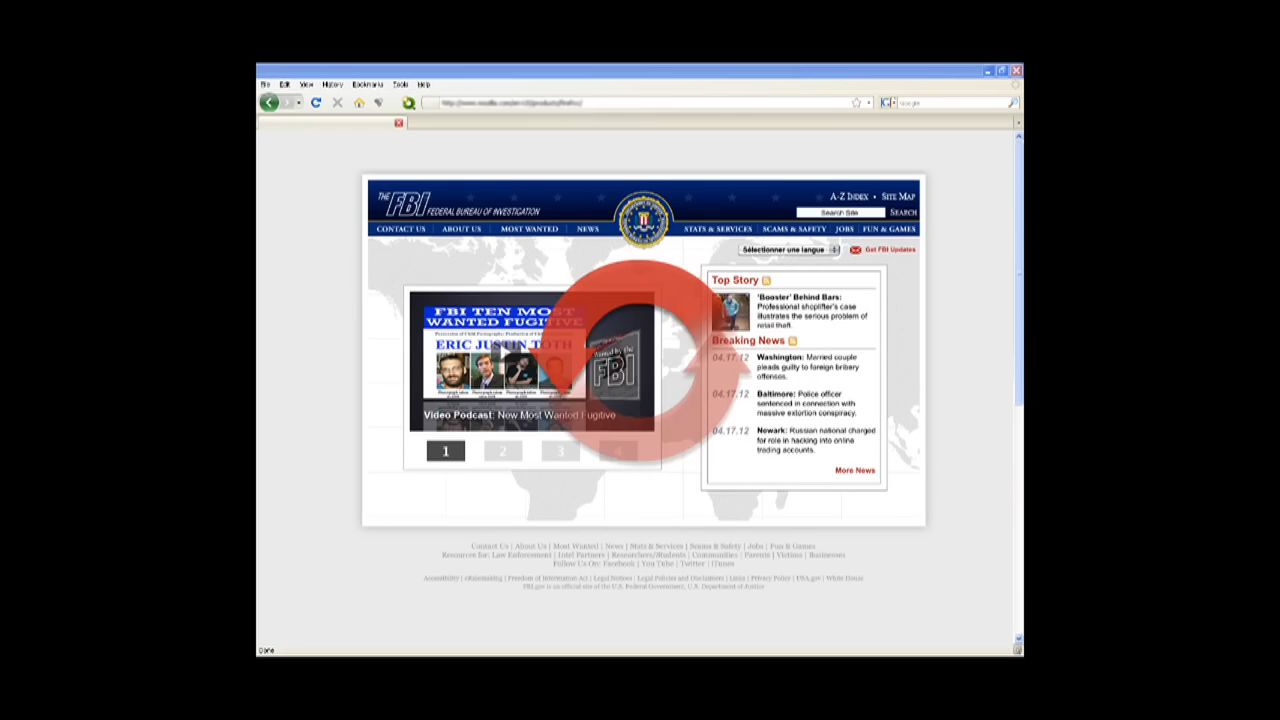 File Edit View History Bookmarks Tools Help
Google
THE FBI FEDERAL BUREAU OF INVESTIGATION
A-Z INDEX • SITE MAP
Search Site SEARCH
CONTACT US ABOUT US MOST WANTED NEWS STATS & SERVICES SCAMS & SAFETY JOBS FUN & GAMES
Sélectionner une langue Get FBI Updates
FBI TEN MOST
WANTED FUGITIVE
ERIC JUSTIN TOTH
Wanted by the
FBI
Video Podcast: New Most Wanted Fugitive
1 2 3 4
Top Story
'Booster' Behind Bars:
Professional shoplifter's case
illustrates the serious problem of
retail theft.
Breaking News
04.17.12 Washington: Married couple
pleads guilty to foreign bribery
offenses.
04.17.12 Baltimore: Police officer
sentenced in connection with
massive extortion conspiracy.
04.17.12 Newark: Russian national charged
for role in hacking into online
trading accounts.
More News
Contact Us | About Us | Most Wanted | News | Stats & Services | Scams & Safety | Jobs | Fun & Games
Resources for: Law Enforcement | Intel Partners | Researchers/Students | Communities | Parents | Victims | Businesses
Follow Us On: Facebook | You Tube | Twitter | iTunes
Accessibility | eRulemaking | Freedom of Information Act | Legal Notices | Legal Policies and Disclaimers | Links | Privacy Policy | USA.gov | White House
FBI.gov is an official site of the U.S. Federal Government, U.S. Department of Justice
Done